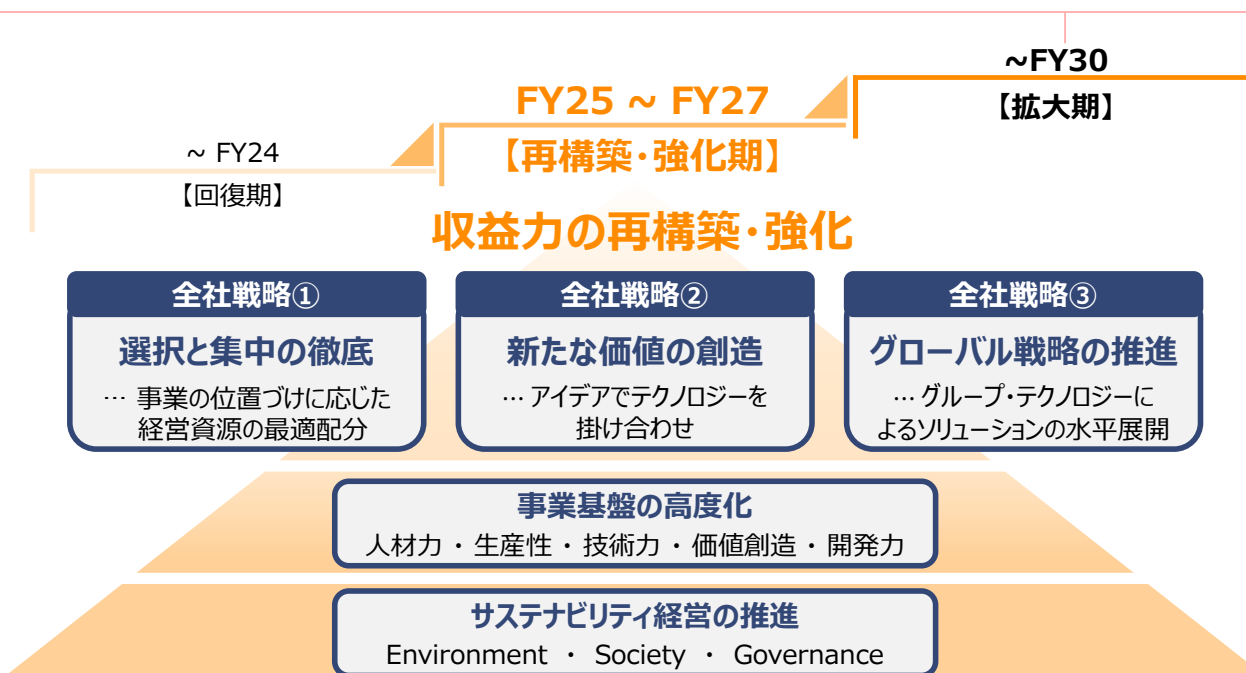 ~FY30
【拡大期】
FY25 ~ FY27
【再構築・強化期】
~ FY24
【回復期】
収益力の再構築・強化
全社戦略①
選択と集中の徹底
… 事業の位置づけに応じた
経営資源の最適配分
全社戦略②
新たな価値の創造
… アイデアでテクノロジーを
掛け合わせ
全社戦略③
グローバル戦略の推進
… グループ・テクノロジーに
よるソリューションの水平展開
事業基盤の高度化
人材力 ・ 生産性・ 技術力 ・ 価値創造 ・ 開発力
サステナビリティ経営の推進
Environment ・ Society ・ Governance